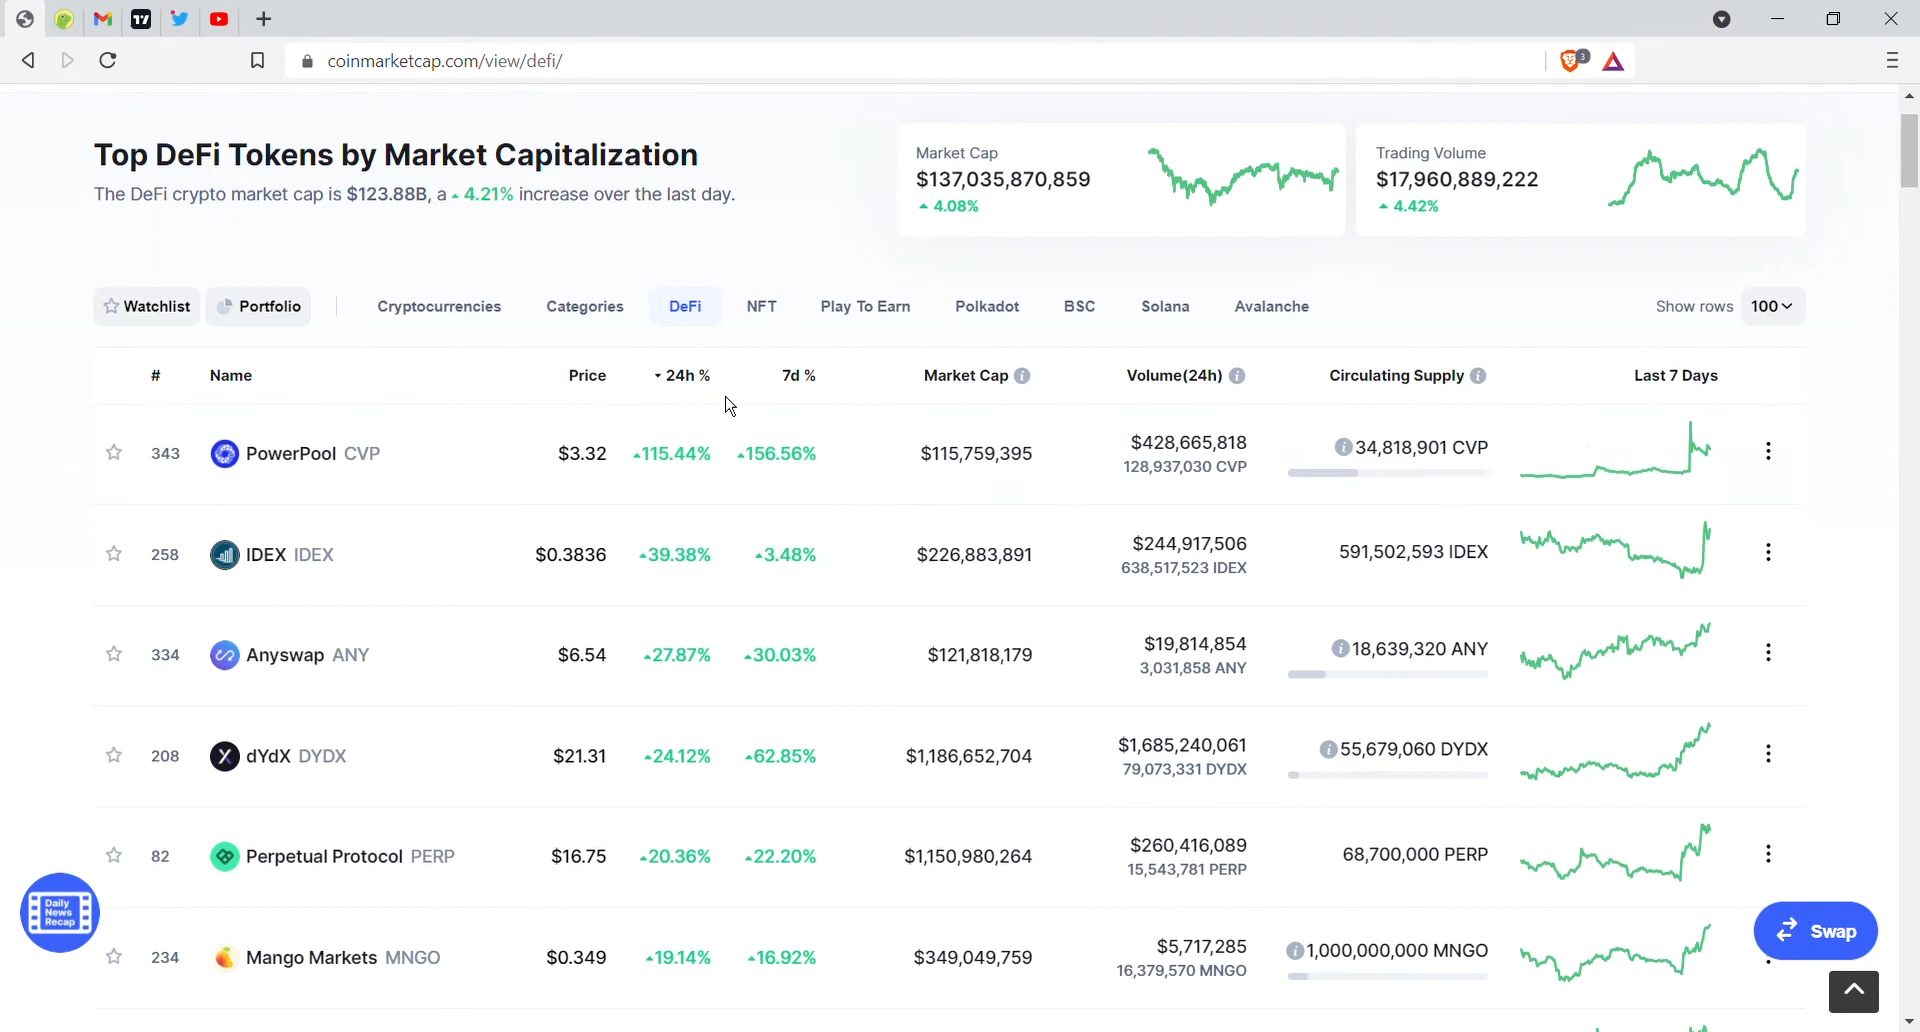 coinmarketcap.com/view/defi/
3
Top DeFi Tokens by Market Capitalization
The DeFi crypto market cap is $123.88B, a 4.21% increase over the last day.
Market Cap
$137,035,870,859
4.08%
Trading Volume
$17,960,889,222
4.42%
Watchlist Portfolio Cryptocurrencies Categories DeFi NFT Play To Earn Polkadot BSC Solana Avalanche Show rows 100
# Name Price 24h % 7d % Market Cap Volume(24h) Circulating Supply Last 7 Days
343 PowerPool CVP $3.32 115.44% 156.56% $115,759,395 $428,665,818 34,818,901 CVP
128,937,030 CVP
258 IDEX IDEX $0.3836 39.38% 3.48% $226,883,891 $244,917,506 591,502,593 IDEX
638,517,523 IDEX
334 Anyswap ANY $6.54 27.87% 30.03% $121,818,179 $19,814,854 18,639,320 ANY
3,031,858 ANY
208 dYdX DYDX $21.31 24.12% 62.85% $1,186,652,704 $1,685,240,061 55,679,060 DYDX
79,073,331 DYDX
82 Perpetual Protocol PERP $16.75 20.36% 22.20% $1,150,980,264 $260,416,089 68,700,000 PERP
15,543,781 PERP
Daily
News
Recap
234 Mango Markets MNGO $0.349 19.14% 16.92% $349,049,759 $5,717,285 1,000,000,000 MNGO
16,379,570 MNGO
Swap